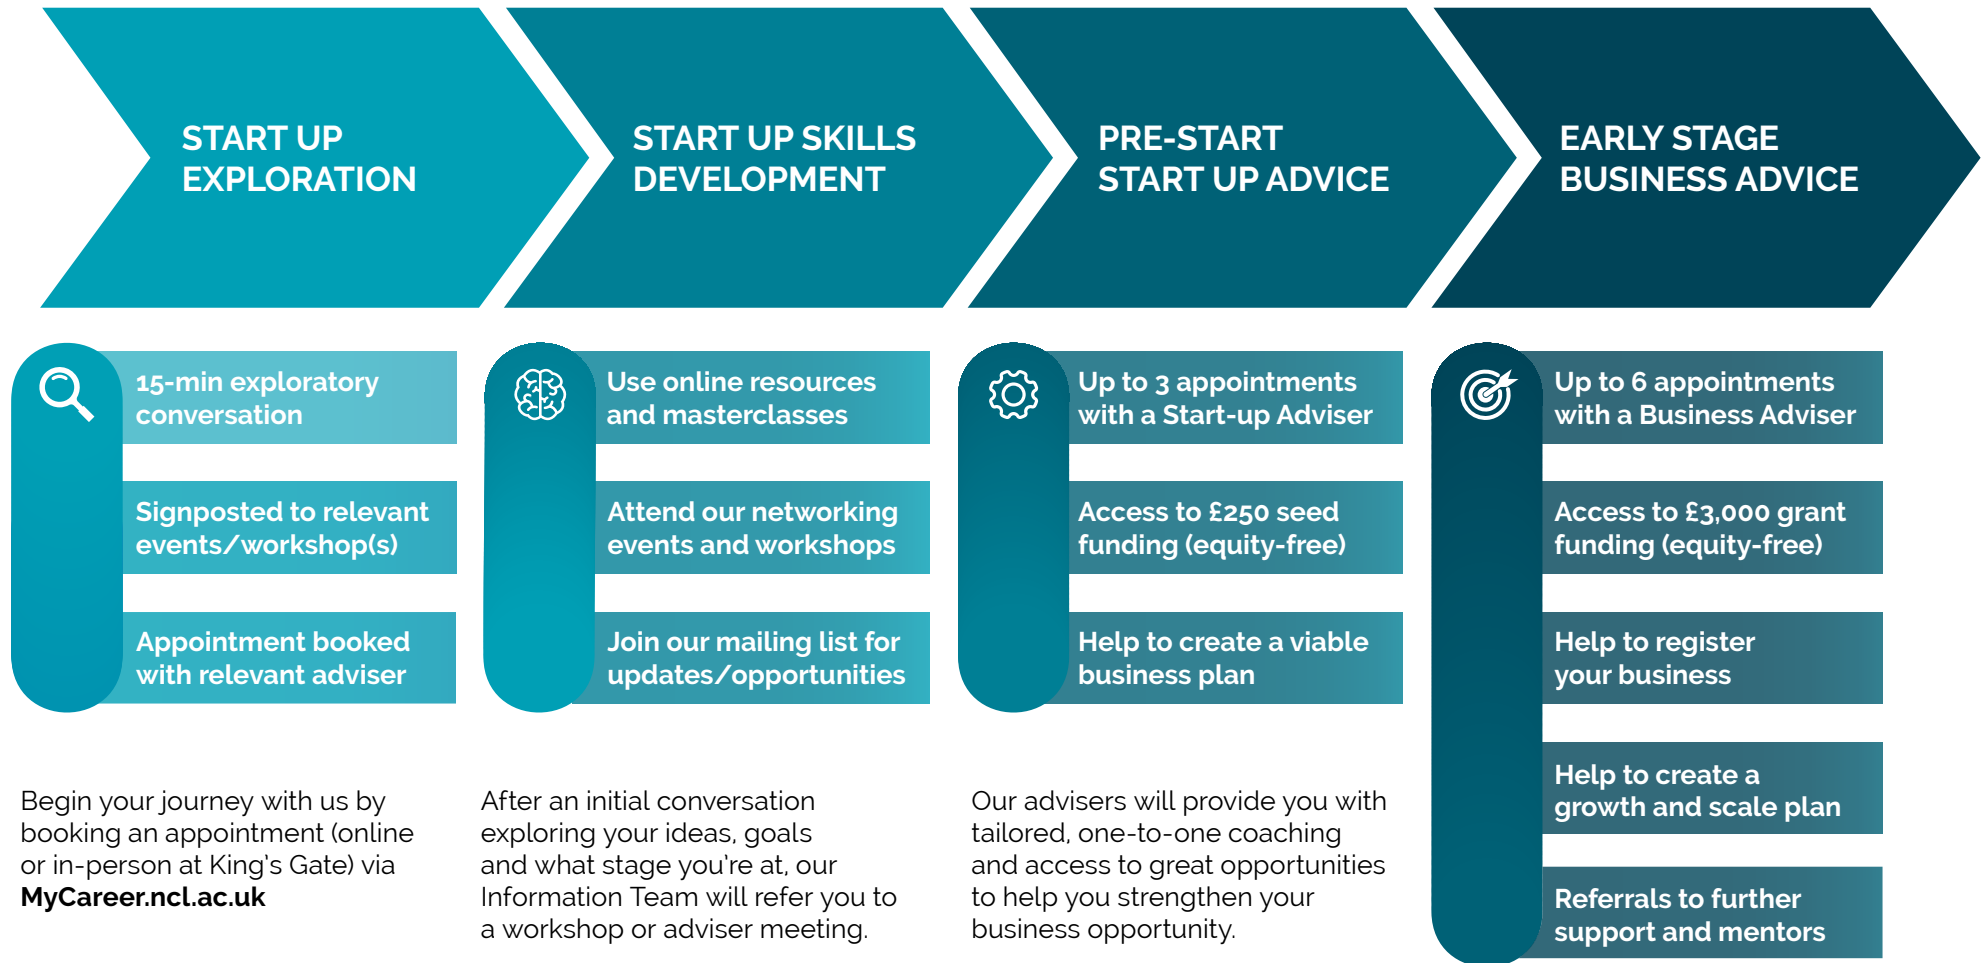 START UP
EXPLORATION
START UP SKILLS
DEVELOPMENT
PRE-START
START UP ADVICE
EARLY STAGE
BUSINESS ADVICE
15-min exploratory
conversation
Signposted to relevant
events/workshop(s)
Appointment booked
with relevant adviser
Begin your journey with us by
booking an appointment (online
or in-person at King's Gate) via
MyCareer.ncl.ac.uk
Use online resources
and masterclasses
Attend our networking
events and workshops
Join our mailing list for
updates/opportunities
After an initial conversation
exploring your ideas, goals
and what stage you're at, our
Information Team will refer you to
a workshop or adviser meeting.
Up to 3 appointments
with a Start-up Adviser
Access to £250 seed
funding (equity-free)
Help to create a viable
business plan
Our advisers will provide you with
tailored, one-to-one coaching
and access to great opportunities
to help you strengthen your
business opportunity.
Up to 6 appointments
with a Business Adviser
Access to £3,000 grant
funding (equity-free)
Help to register
your business
Help to create a
growth and scale plan
Referrals to further
support and mentors